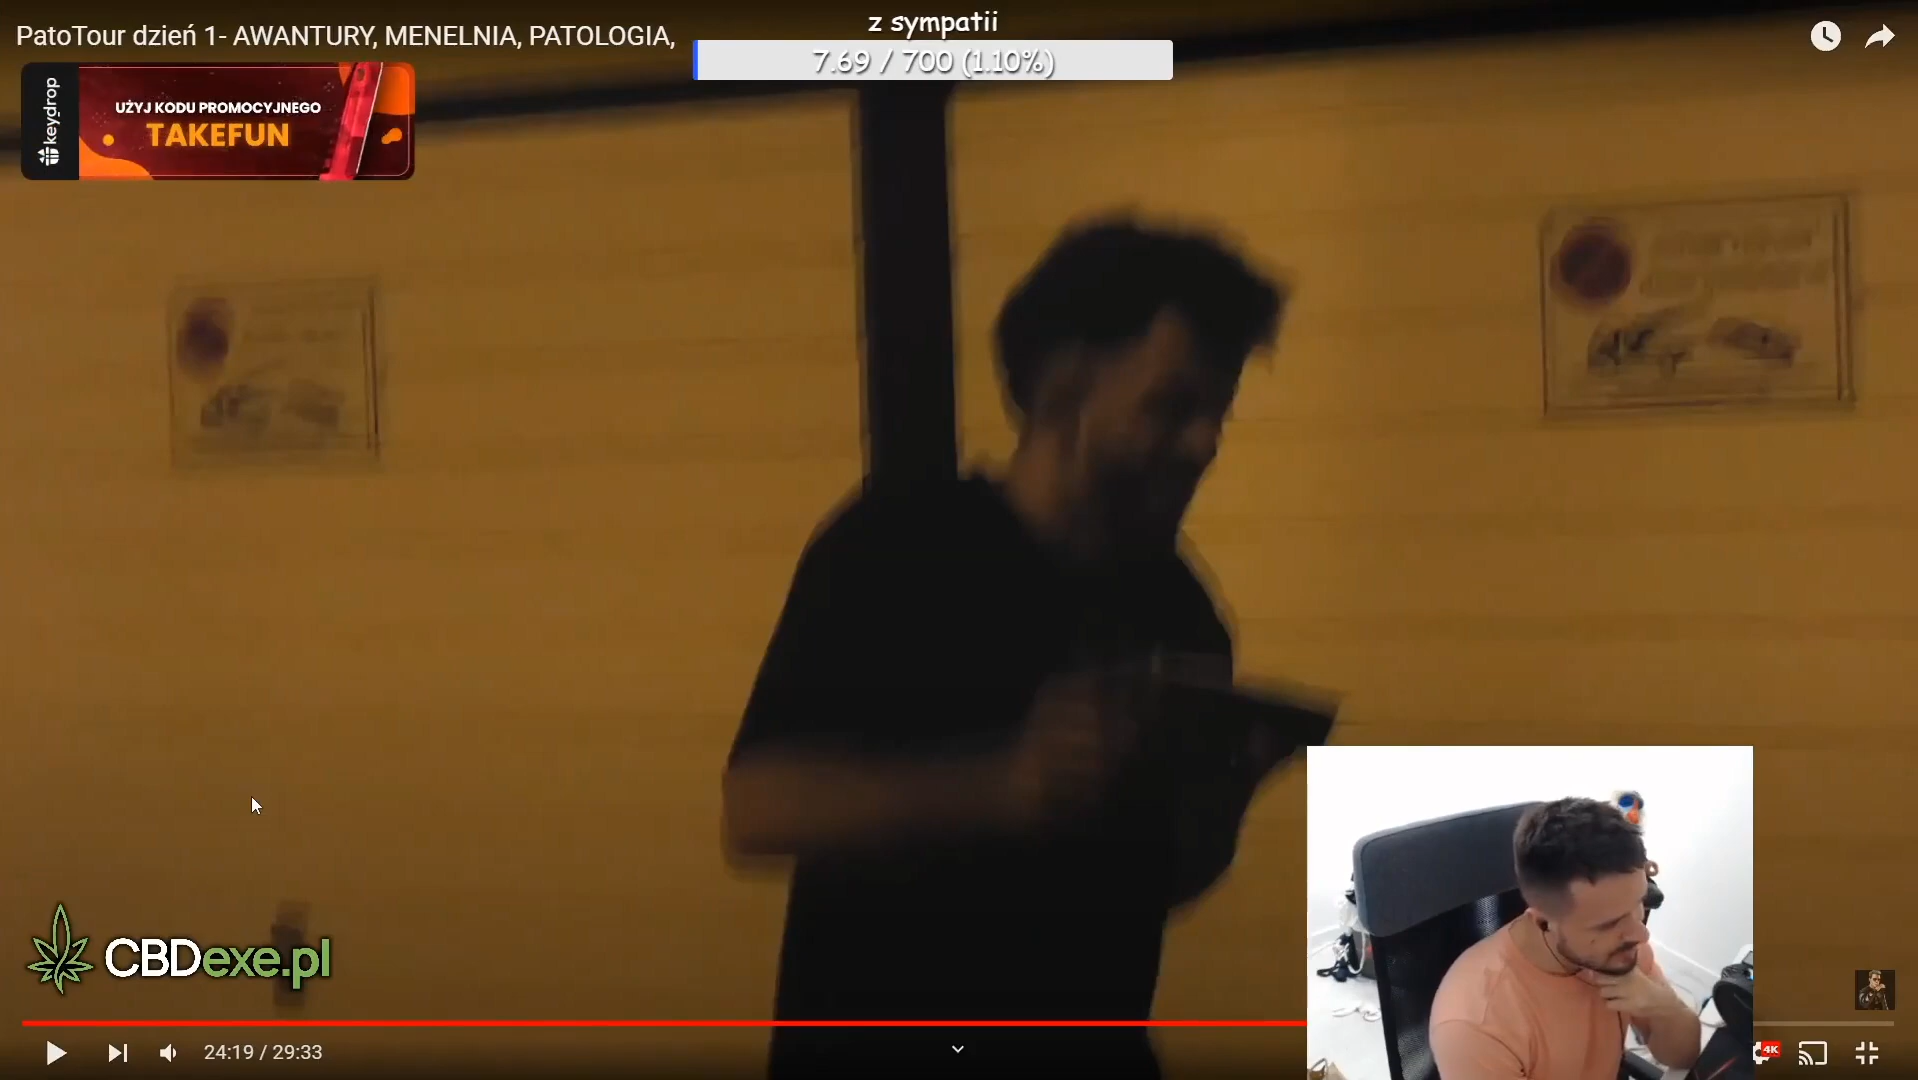 PatoTour dzień 1- AWANTURY, MENELNIA, PATOLOGIA,
z sympatii
7.69 / 700 (1.10%)
keydrop
UŻYJ KODU PROMOCYJNEGO
TAKEFUN
CBDexe.pl
24:19 / 29:33
4K